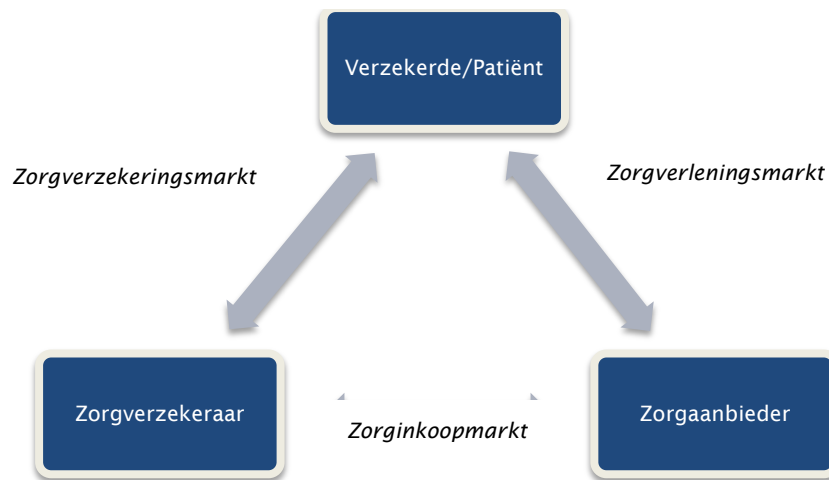 Verzekerde/Patiënt
Zorgverzekeringsmarkt
Zorgverleningsmarkt
Zorgverzekeraar
Zorginkoopmarkt
Zorgaanbieder